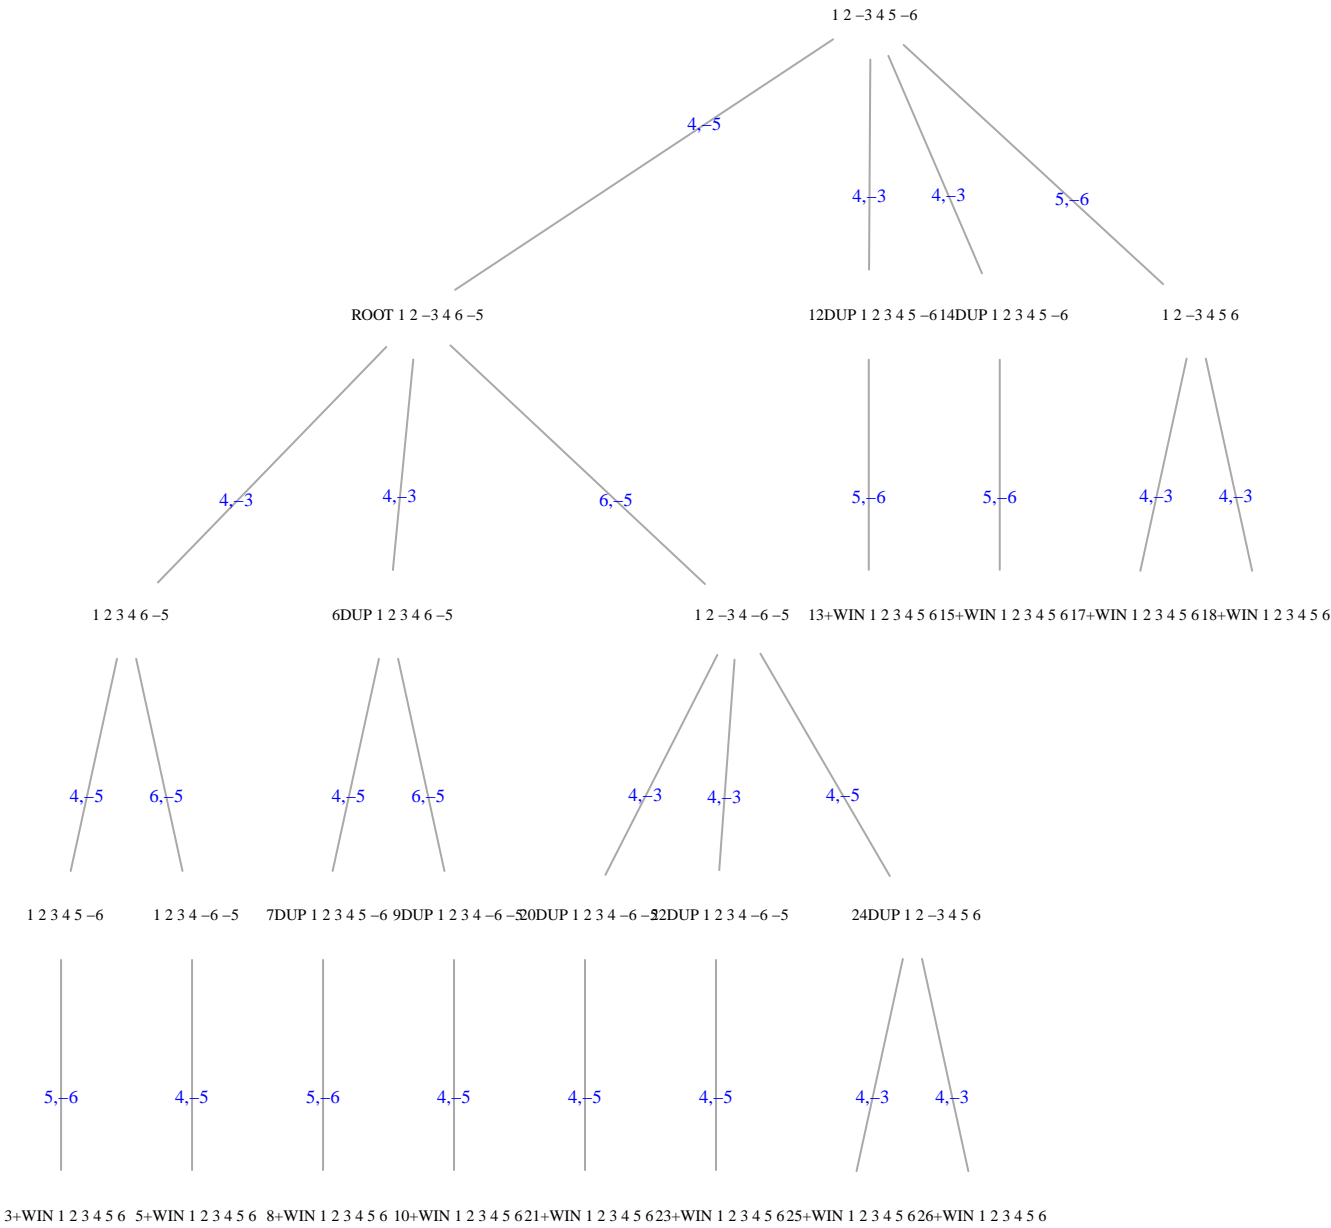 1 2 −3 4 5 −6
4,−5
4,−3
4,−3
5,−6
ROOT 1 2 −3 4 6 −5
12DUP 1 2 3 4 5 −6
14DUP 1 2 3 4 5 −6
1 2 −3 4 5 6
4,−3
4,−3
6,−5
5,−6
5,−6
4,−3
4,−3
1 2 3 4 6 −5
6DUP 1 2 3 4 6 −5
1 2 −3 4 −6 −5
13+WIN 1 2 3 4 5 6
15+WIN 1 2 3 4 5 6
17+WIN 1 2 3 4 5 6
18+WIN 1 2 3 4 5 6
4,−5
6,−5
4,−5
6,−5
4,−3
4,−3
4,−5
1 2 3 4 5 −6
1 2 3 4 −6 −5
7DUP 1 2 3 4 5 −6
9DUP 1 2 3 4 −6 −5
20DUP 1 2 3 4 −6 −5
22DUP 1 2 3 4 −6 −5
24DUP 1 2 −3 4 5 6
5,−6
4,−5
5,−6
4,−5
4,−5
4,−5
4,−3
4,−3
3+WIN 1 2 3 4 5 6
5+WIN 1 2 3 4 5 6
8+WIN 1 2 3 4 5 6
10+WIN 1 2 3 4 5 6
21+WIN 1 2 3 4 5 6
23+WIN 1 2 3 4 5 6
25+WIN 1 2 3 4 5 6
26+WIN 1 2 3 4 5 6